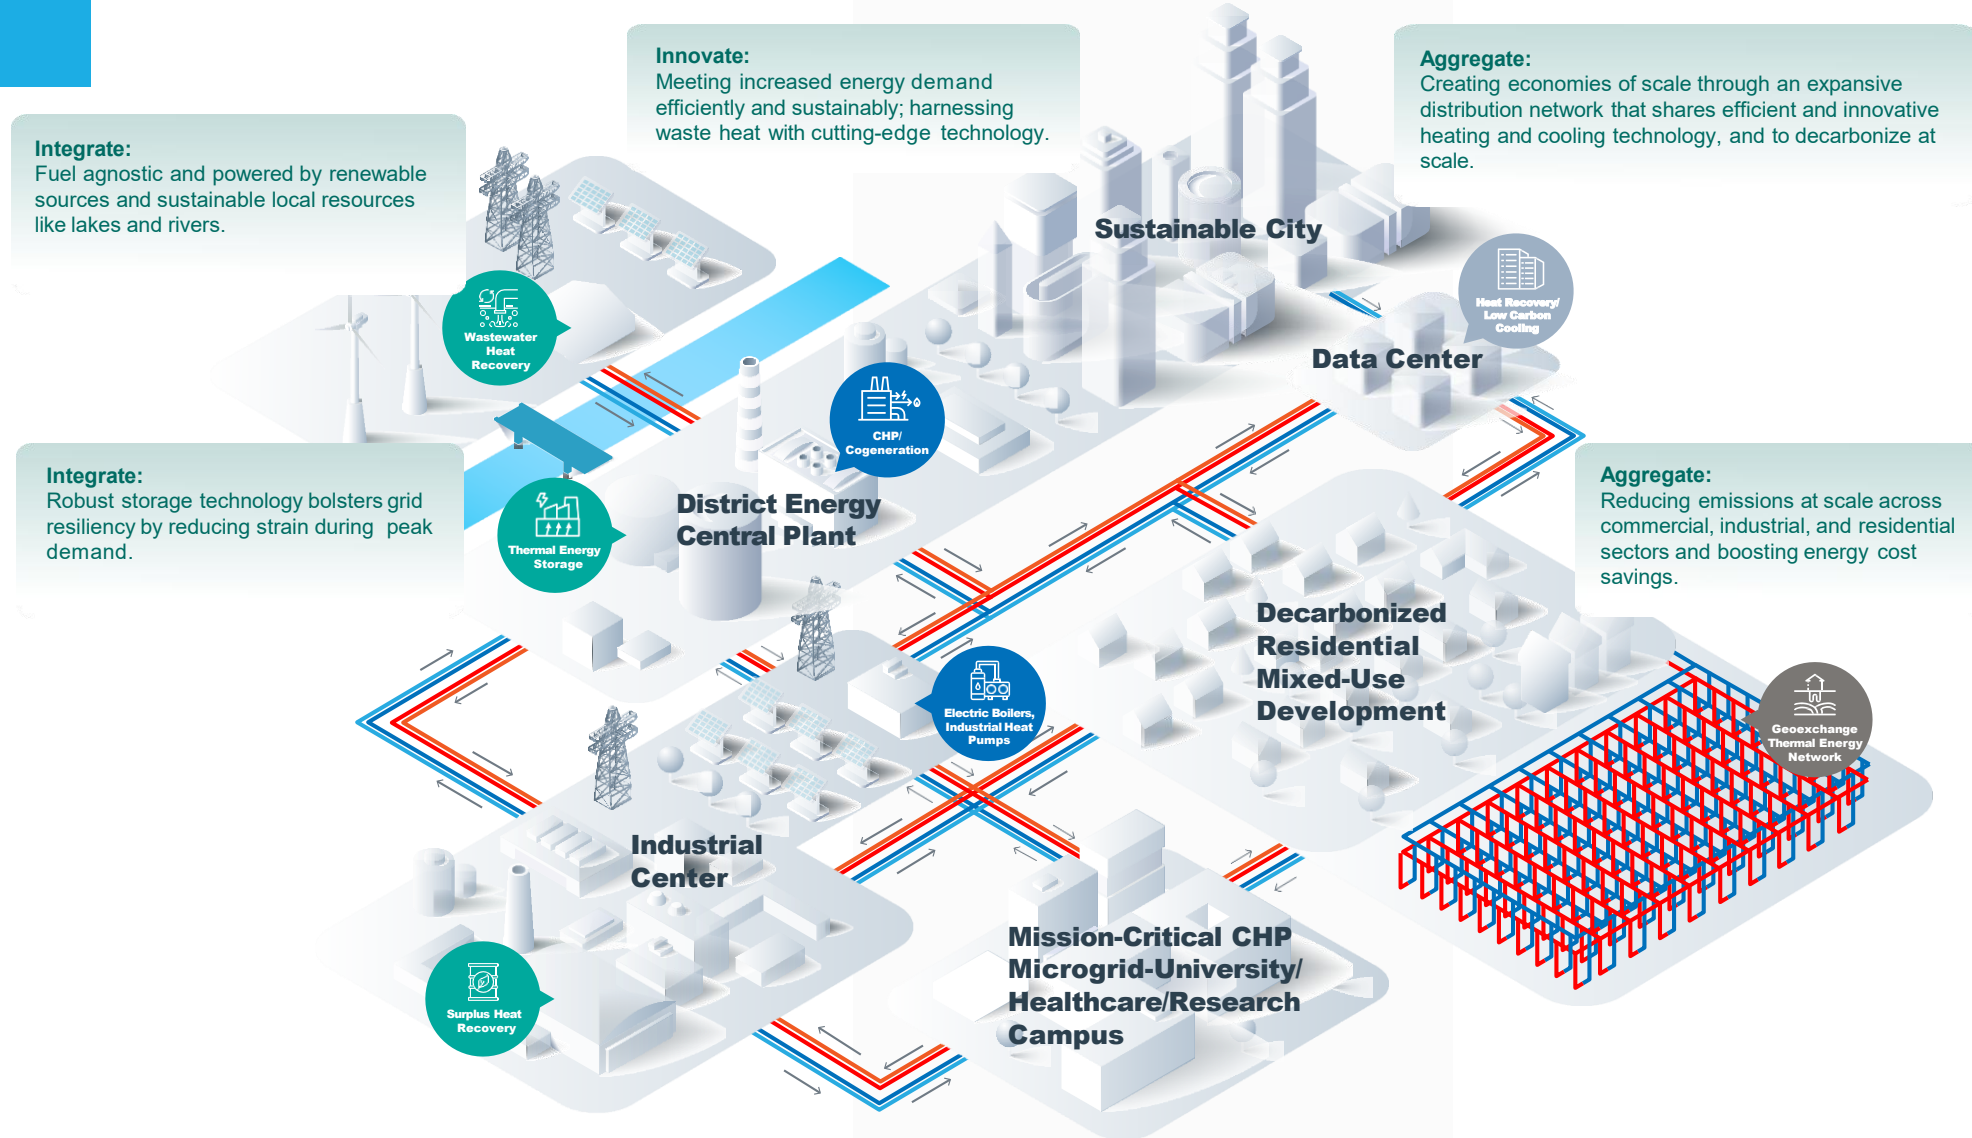 Innovate:
Meeting increased energy demand
efficiently and sustainably; harnessing
waste heat with cutting-edge technology.
Aggregate:
Creating economies of scale through an expansive
distribution network that shares efficient and innovative
heating and cooling technology, and to decarbonize at
scale.
Integrate:
Fuel agnostic and powered by renewable
sources and sustainable local resources
like lakes and rivers.
Sustainable City
Heat Recovery/
Low Carbon
Cooling
Wastewater
Heat
Recovery
Data Center
CHP/
Cogeneration
Integrate:
Robust storage technology bolsters grid
resiliency by reducing strain during peak
demand.
Thermal Energy
Storage
District Energy
Central Plant
Aggregate:
Reducing emissions at scale across
commercial, industrial, and residential
sectors and boosting energy cost
savings.
Decarbonized
Residential
Mixed-Use
Development
Electric Boilers,
Industrial Heat
Pumps
Geoexchange
Thermal Energy
Network
Industrial
Center
Mission-Critical CHP
Microgrid-University/
Healthcare/Research
Campus
Surplus Heat
Recovery